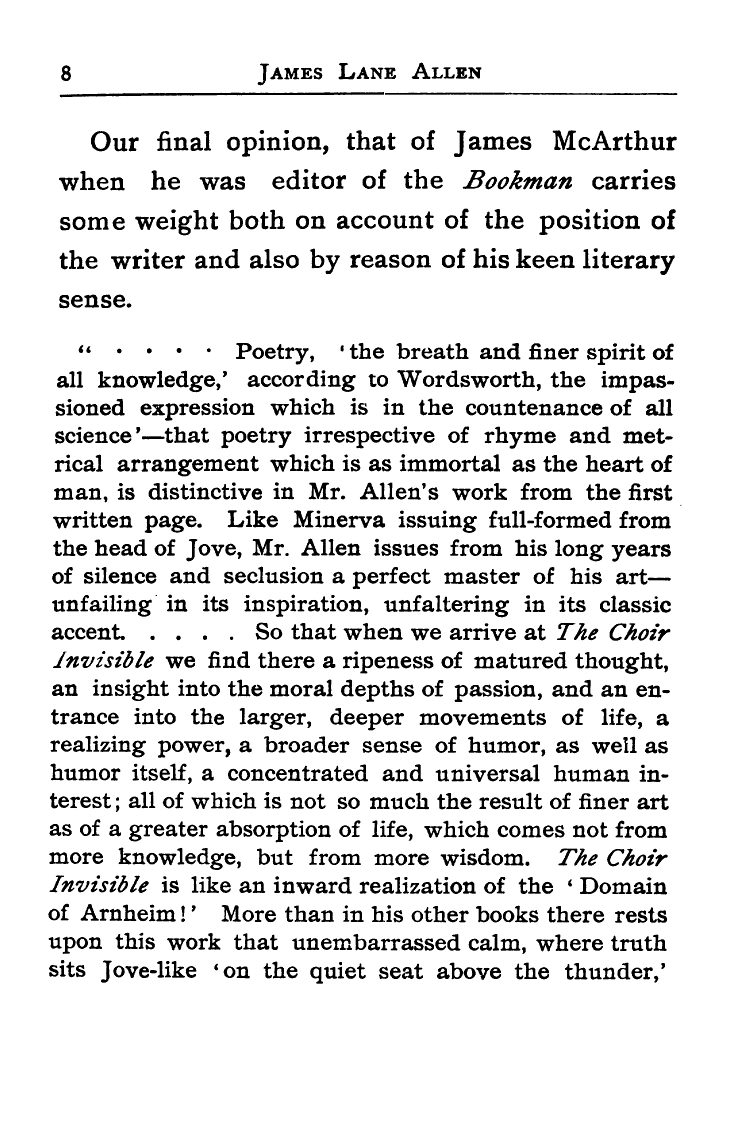 8 JAMES LANE ALLEN
Our final opinion, that of James McArthur
when he was editor of the Bookman carries
some weight both on account of the position of
the writer and also by reason of his keen literary
sense.
“ · · · · Poetry, ‘the breath and finer spirit of
all knowledge,’ according to Wordsworth, the impas-
sioned expression which is in the countenance of all
science’—that poetry irrespective of rhyme and met-
rical arrangement which is as immortal as the heart of
man, is distinctive in Mr. Allen’s work from the first
written page. Like Minerva issuing full-formed from
the head of Jove, Mr. Allen issues from his long years
of silence and seclusion a perfect master of his art—
unfailing in its inspiration, unfaltering in its classic
accent. . . . . So that when we arrive at The Choir
Invisible we find there a ripeness of matured thought,
an insight into the moral depths of passion, and an en-
trance into the larger, deeper movements of life, a
realizing power, a broader sense of humor, as well as
humor itself, a concentrated and universal human in-
terest; all of which is not so much the result of finer art
as of a greater absorption of life, which comes not from
more knowledge, but from more wisdom. The Choir
Invisible is like an inward realization of the ‘ Domain
of Arnheim!’ More than in his other books there rests
upon this work that unembarrassed calm, where truth
sits Jove-like ‘on the quiet seat above the thunder,’